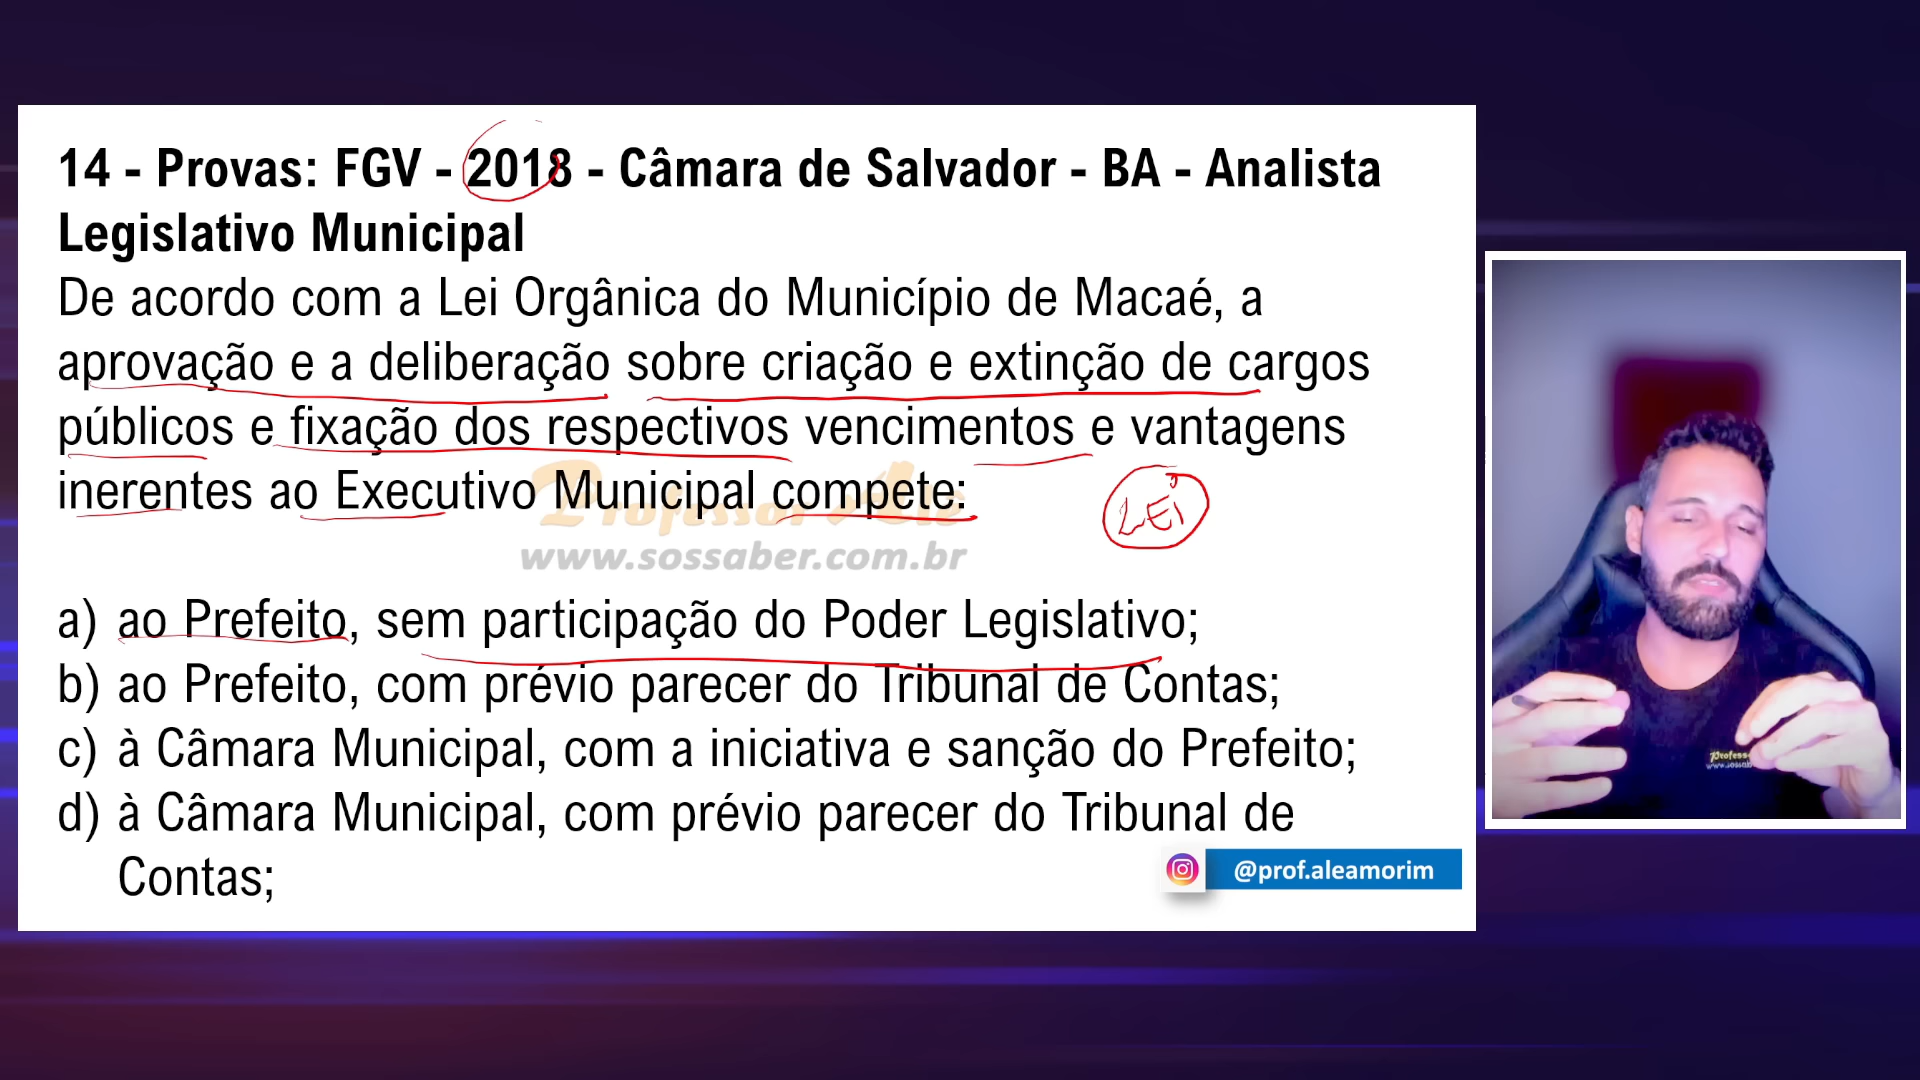 14 - Provas: FGV - 2018 - Câmara de Salvador - BA - Analista
Legislativo Municipal
De acordo com a Lei Orgânica do Município de Macaé, a
aprovação e a deliberação sobre criação e extinção de cargos
públicos e fixação dos respectivos vencimentos e vantagens
inerentes ao Executivo Municipal compete:
LEi
Professor Ale
www.sossaber.com.br
a) ao Prefeito, sem participação do Poder Legislativo;
b) ao Prefeito, com prévio parecer do Tribunal de Contas;
c) à Câmara Municipal, com a iniciativa e sanção do Prefeito;
d) à Câmara Municipal, com prévio parecer do Tribunal de
Contas;
@prof.aleamorim